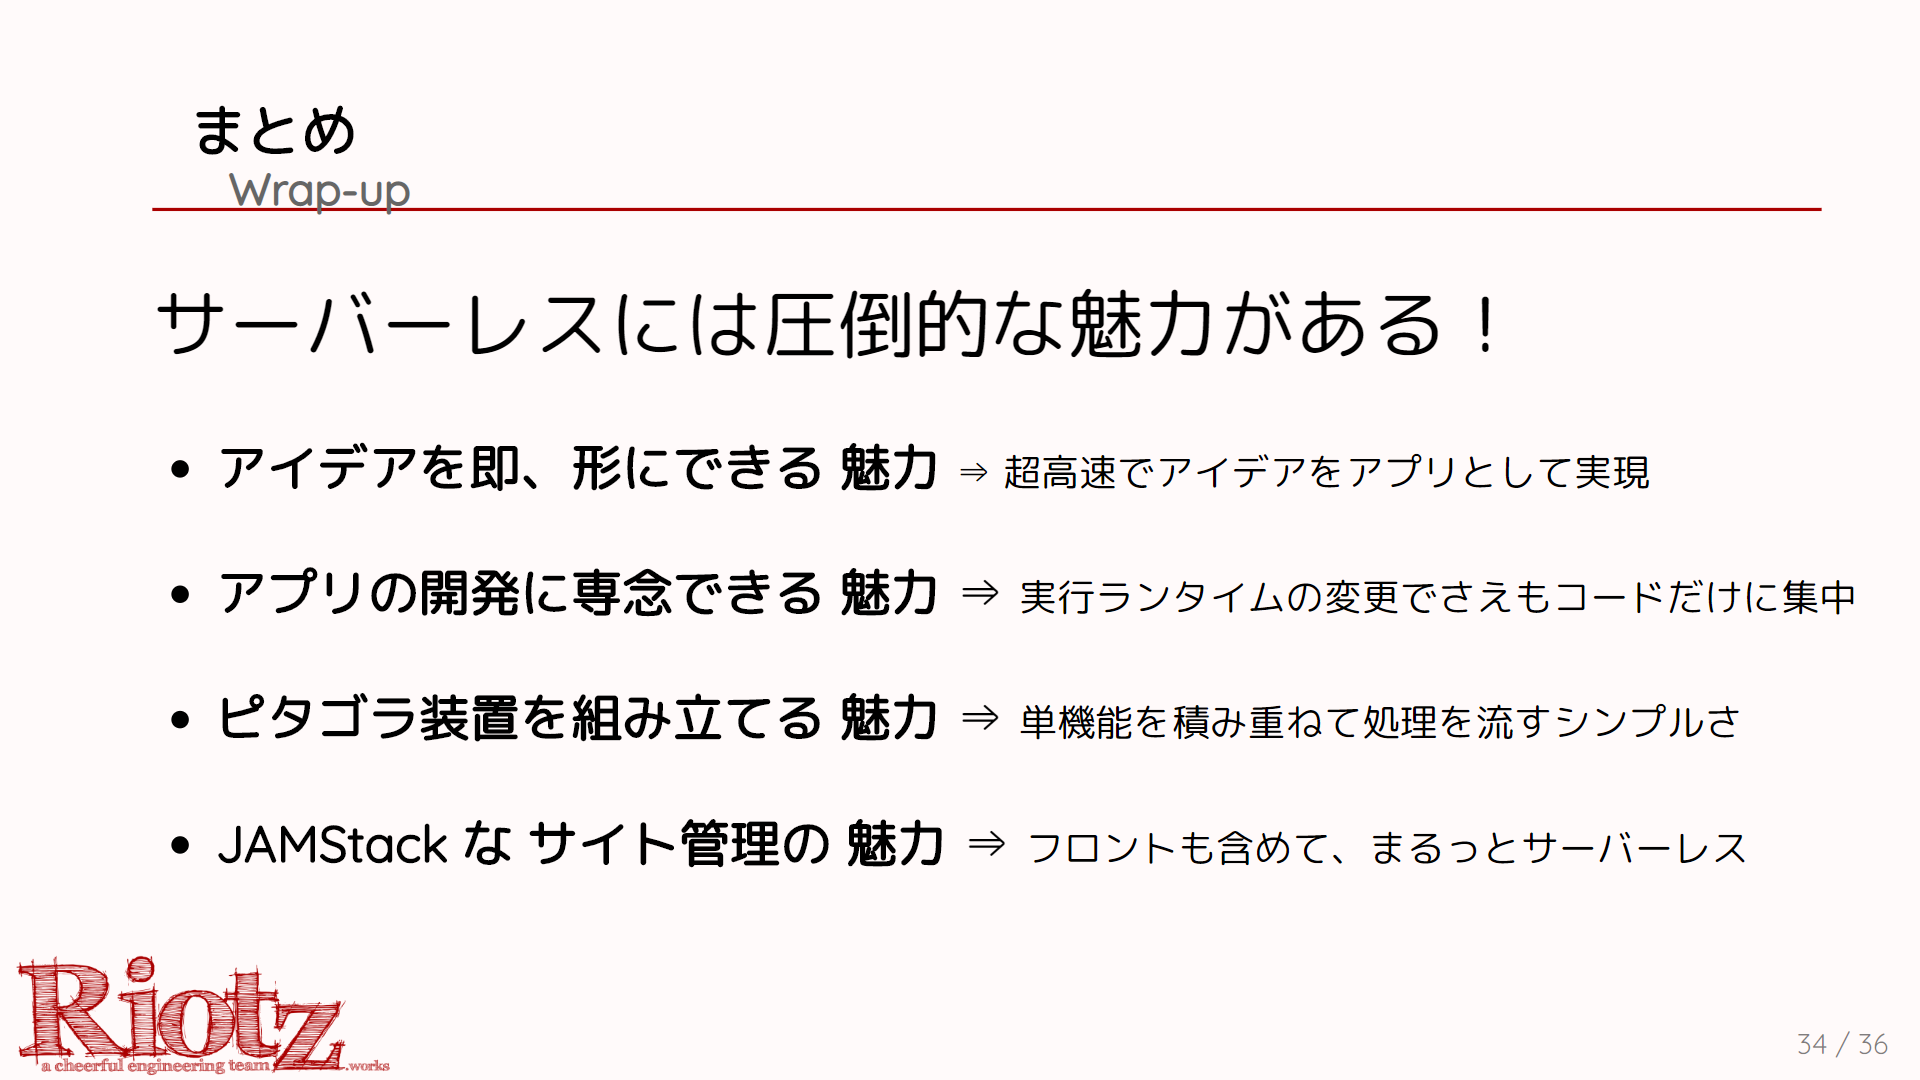 まとめ
Wrap-up
サーバーレスには圧倒的な魅力がある！
• アイデアを即、形にできる 魅力 ⇒ 超高速でアイデアをアプリとして実現
• アプリの開発に専念できる 魅力 ⇒ 実行ランタイムの変更でさえもコードだけに集中
• ピタゴラ装置を組み立てる 魅力 ⇒ 単機能を積み重ねて処理を流すシンプルさ
• JAMStack な サイト管理の 魅力 ⇒ フロントも含めて、まるっとサーバーレス
Riotz
a cheerful engineering team .works
34 / 36